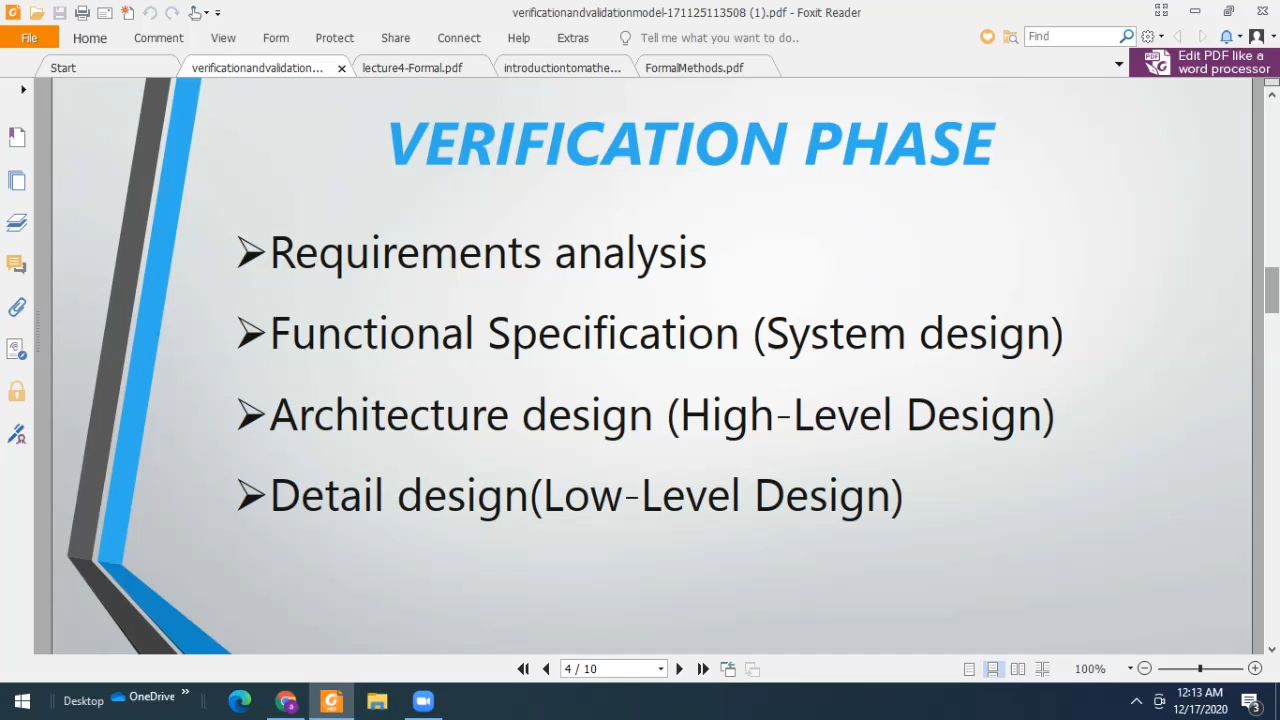 verificationandvalidationmodel-171125113508 (1).pdf - Foxit Reader
File Home Comment View Form Protect Share Connect Help Extras Tell me what you want to do.. Find
Start verificationandvalidation... lecture4-Formal.pdf introductiontomathe... FormalMethods.pdf
Edit PDF like a
word processor
VERIFICATION PHASE
➢Requirements analysis
➢Functional Specification (System design)
➢Architecture design (High-Level Design)
➢Detail design(Low-Level Design)
4 / 10 100%
Desktop OneDrive »
12:13 AM
12/17/2020
3